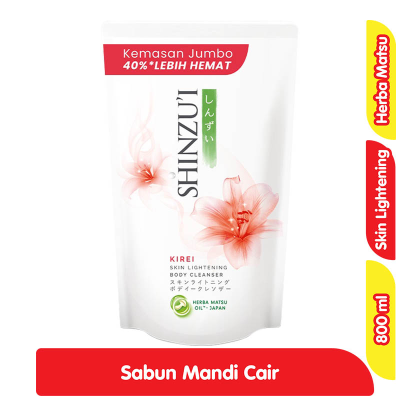 Kemasan Jumbo
40%*LEBIH HEMAT
SHINZU'I
しんずい
KIREI
SKIN LIGHTENING
BODY CLEANSER
スキンライトニング
ボディークレンザー
HERBA MATSU
OIL - JAPAN
Herba Matsu
Skin Lightening
800 ml
Sabun Mandi Cair